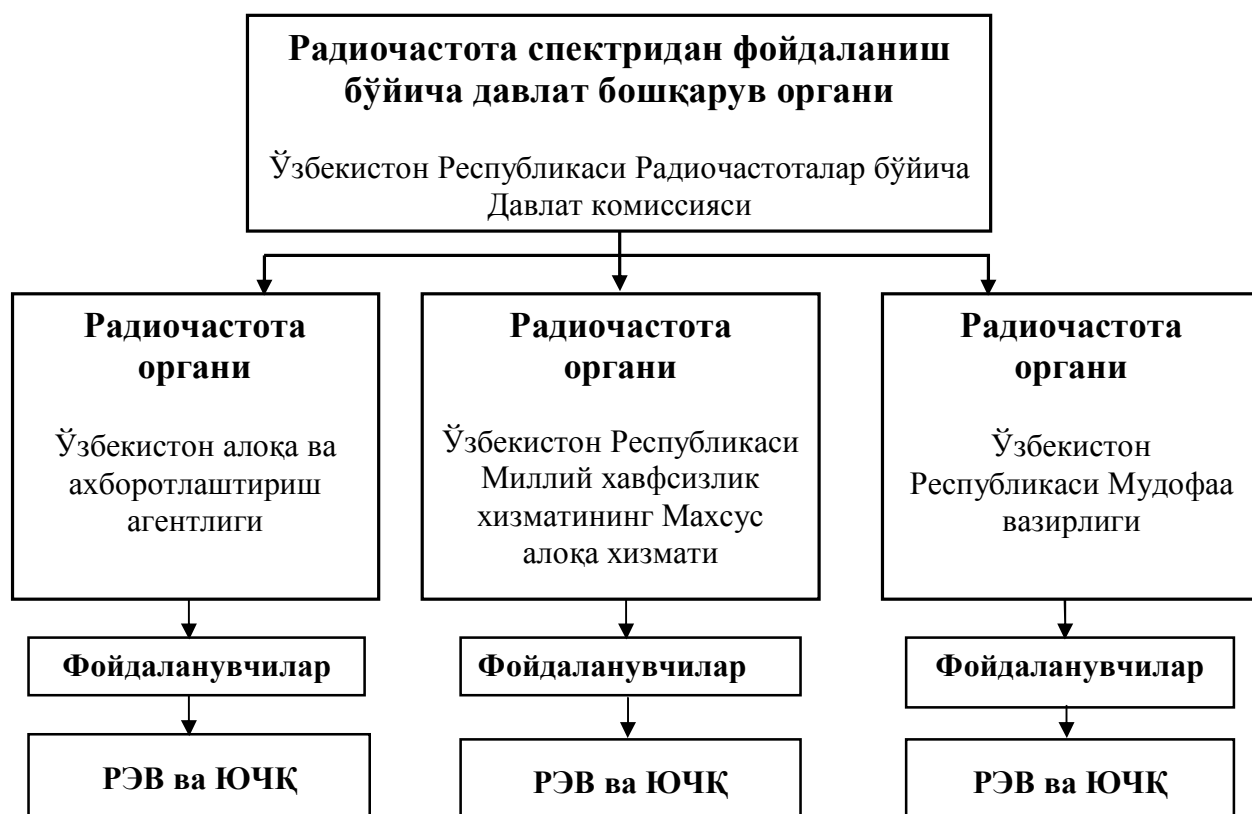 Радиочастота спектридан фойдаланиш
бўйича давлат бошқарув органи
Ўзбекистон Республикаси Радиочастоталар бўйича
Давлат комиссияси
Радиочастота
органи
Ўзбекистон алоқа ва
ахборотлаштириш
агентлиги
Радиочастота
органи
Ўзбекистон Республикаси
Миллий хавфсизлик
хизматининг Махсус
алоқа хизмати
Радиочастота
органи
Ўзбекистон
Республикаси Мудофаа
вазирлиги
Фойдаланувчилар
Фойдаланувчилар
Фойдаланувчилар
РЭВ ва ЮЧҚ
РЭВ ва ЮЧҚ
РЭВ ва ЮЧҚ